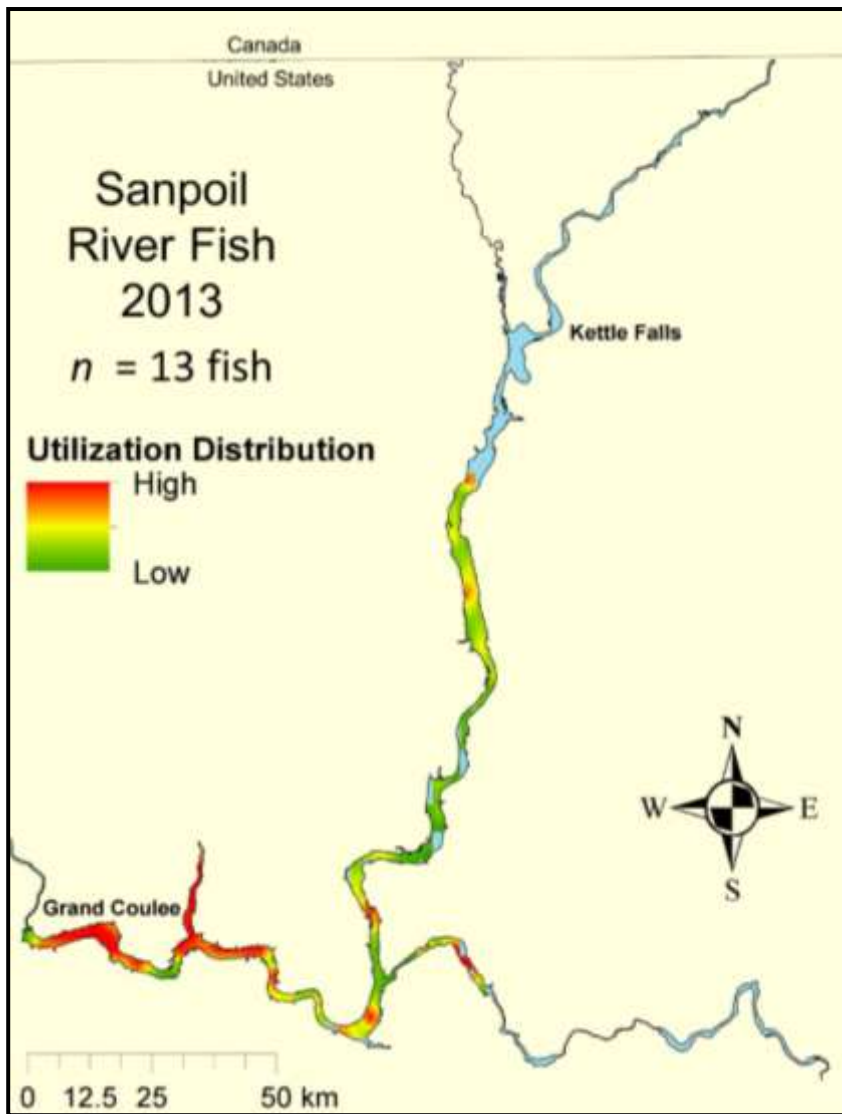 Canada
United States
Sanpoil
River Fish
2013
n = 13 fish
Kettle Falls
Utilization Distribution
High
Low
N
W E
S
Grand Coulee
0 12.5 25 50 km